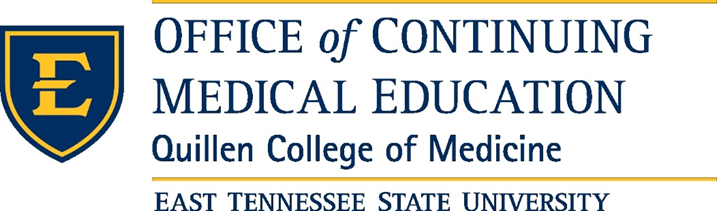 E
OFFICE of CONTINUING
MEDICAL EDUCATION
Quillen College of Medicine
EAST TENNESSEE STATE UNIVERSITY